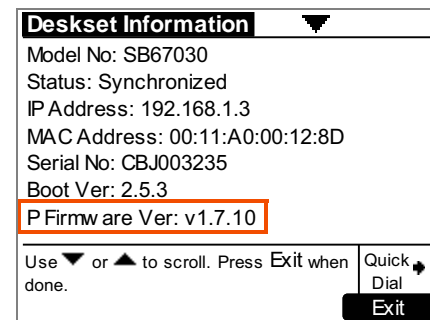 Deskset Information
Model No: SB67030
Status: Synchronized
IP Address: 192.168.1.3
MAC Address: 00:11:A0:00:12:8D
Serial No: CBJ003235
Boot Ver: 2.5.3
P Firmware Ver: v1.7.10
Use ▼ or ▲ to scroll. Press Exit when
done.
Quick
Dial
Exit